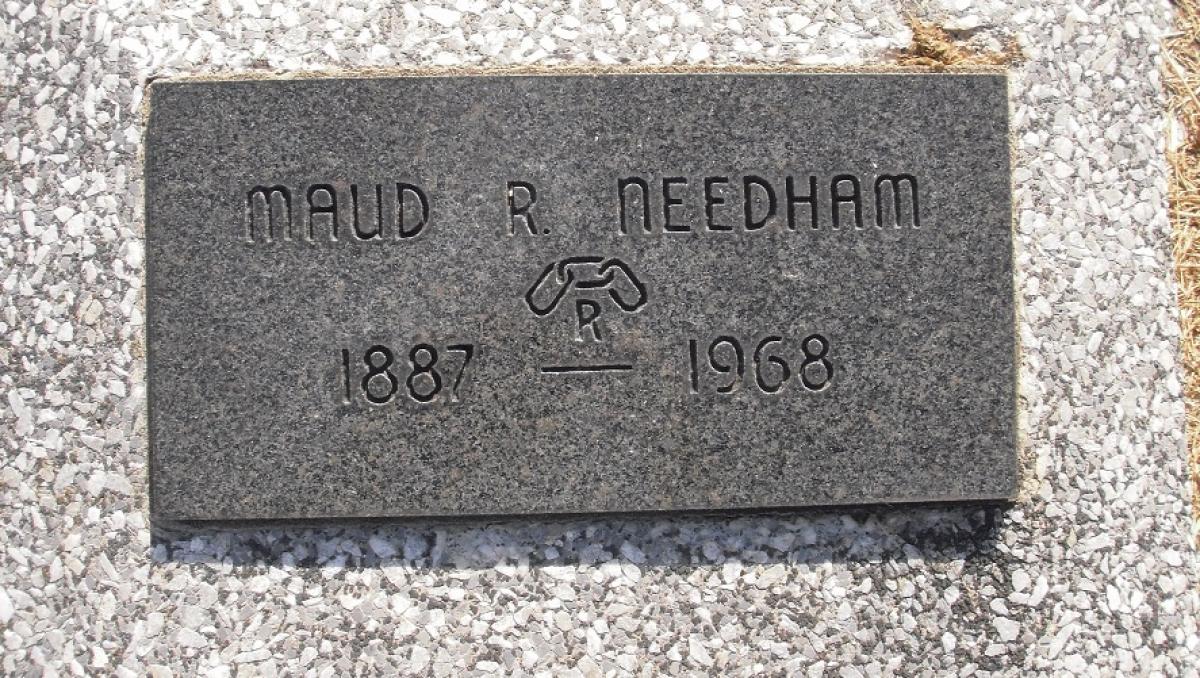 MAUD R. NEEDHAM
R
1887 — 1968